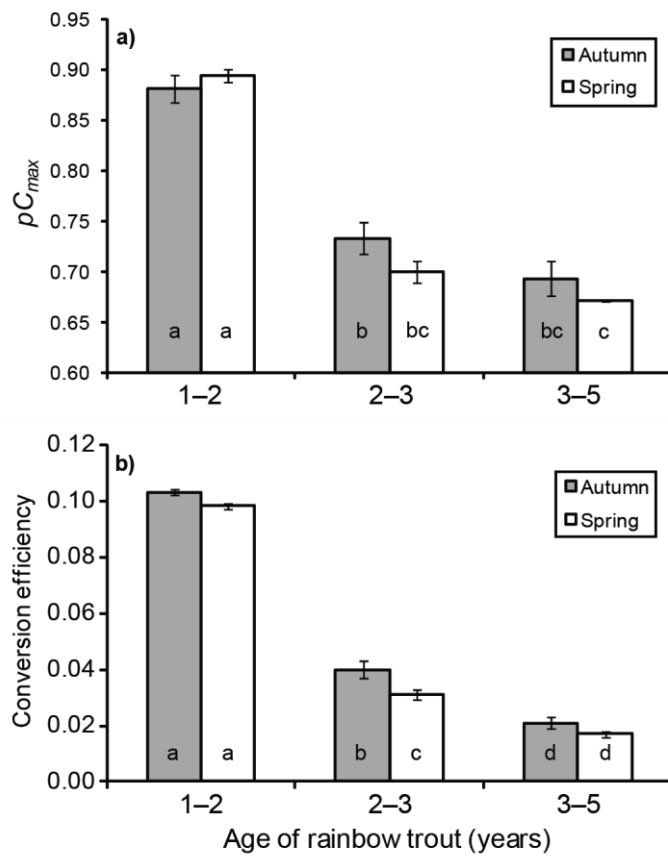 a)
Autumn
Spring
0.95
0.90
0.85
0.80
0.75
0.70
0.65
0.60
pCmax
a a b bc bc c
1–2 2–3 3–5
b)
Autumn
Spring
0.12
0.10
0.08
0.06
0.04
0.02
0.00
Conversion efficiency
a a b c d d
1–2 2–3 3–5
Age of rainbow trout (years)